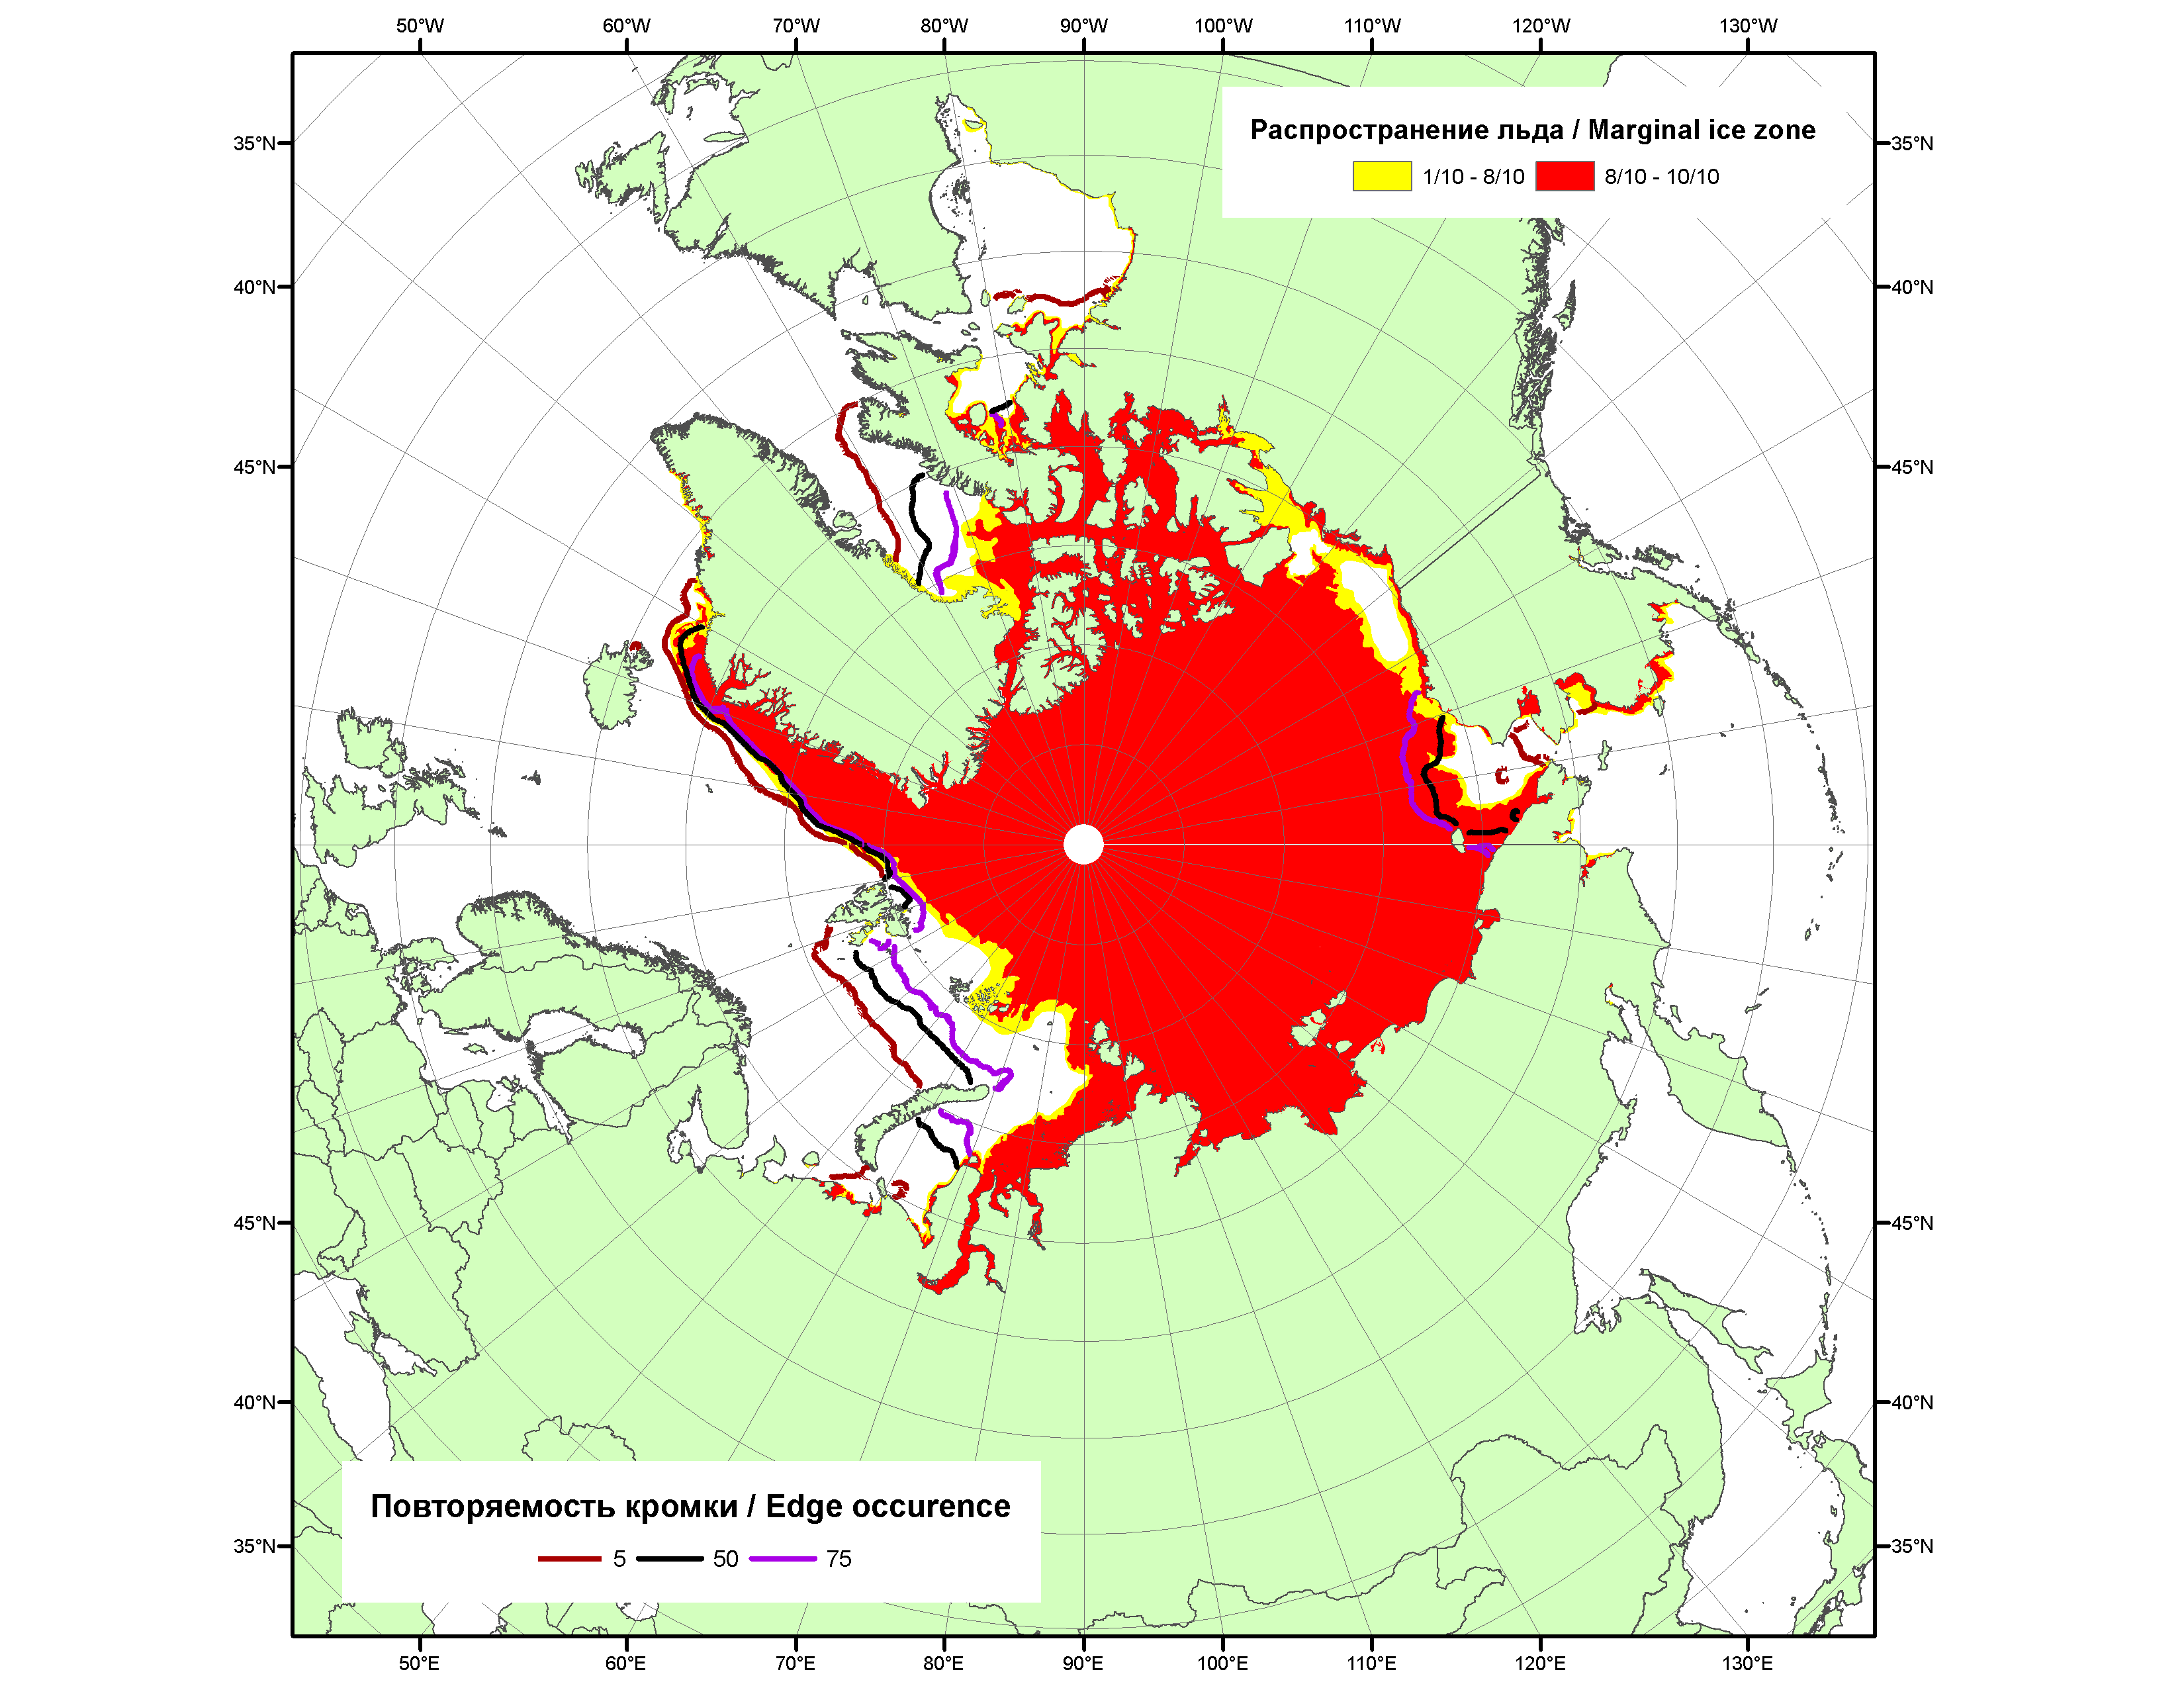 50°W 60°W 70°W 80°W 90°W 100°W 110°W 120°W 130°W
Распространение льда / Marginal ice zone
1/10 - 8/10 8/10 - 10/10
35°N 35°N
40°N 40°N
45°N 45°N
45°N 45°N
40°N 40°N
35°N 35°N
Повторяемость кромки / Edge occurence
5 50 75
50°E 60°E 70°E 80°E 90°E 100°E 110°E 120°E 130°E